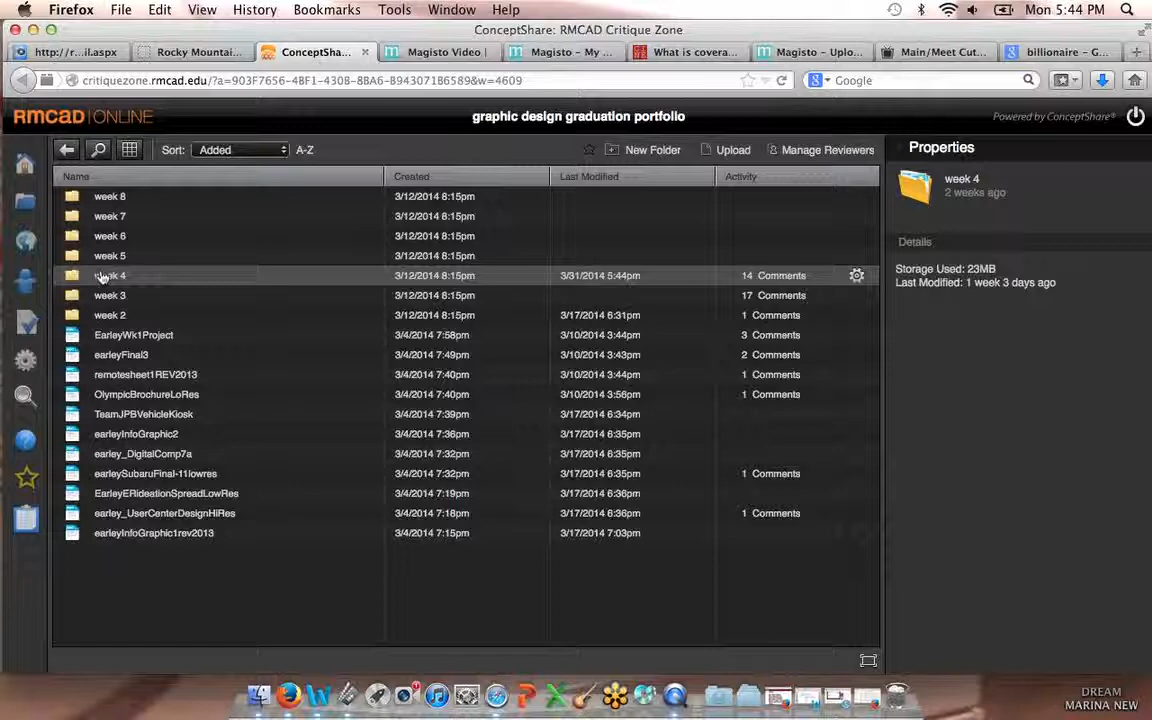 Firefox File Edit View History Bookmarks Tools Window Help Mon 5:44 PM
ConceptShare: RMCAD Critique Zone
http://r...il.aspx Rocky Mountai... ConceptShar... Magisto Video | Magisto - My ... What is covera... Magisto - Uplo... Main/Meet Cut... billionaire - G...
critiquezone.rmcad.edu/?a=903F7656-4BF1-430B-8BA6-B94307186589&w=4609 Google
RMCAD|ONLINE graphic design graduation portfolio Powered by ConceptShare®
Sort: Added A-Z New Folder Upload Manage Reviewers Properties
Name Created Last Modified Activity
week 4
2 weeks ago
week 8 3/12/2014 8:15pm
week 7 3/12/2014 8:15pm
week 6 3/12/2014 8:15pm
Details
week 5 3/12/2014 8:15pm
Storage Used: 23MB
week 4 3/12/2014 8:15pm 3/31/2014 5:44pm 14 Comments
Last Modified: 1 week 3 days ago
week 3 3/12/2014 8:15pm 17 Comments
week 2 3/12/2014 8:15pm 3/17/2014 6:31pm 1 Comments
EarleyWk1Project 3/4/2014 7:58pm 3/10/2014 3:44pm 3 Comments
earleyFinal3 3/4/2014 7:49pm 3/10/2014 3:43pm 2 Comments
remotesheet1REV2013 3/4/2014 7:40pm 3/10/2014 3:44pm 1 Comments
OlympicBrochureLoRes 3/4/2014 7:40pm 3/10/2014 3:56pm 1 Comments
TeamJPBVehicleKiosk 3/4/2014 7:39pm 3/17/2014 6:34pm
earleyInfoGraphic2 3/4/2014 7:36pm 3/17/2014 6:35pm
earley_DigitalComp7a 3/4/2014 7:32pm 3/17/2014 6:35pm
earleySubaruFinal-11lowres 3/4/2014 7:32pm 3/17/2014 6:35pm 1 Comments
EarleyERideationSpreadLowRes 3/4/2014 7:19pm 3/17/2014 6:36pm
earley_UserCenterDesignHiRes 3/4/2014 7:18pm 3/17/2014 6:36pm 1 Comments
earleyInfoGraphic1rev2013 3/4/2014 7:15pm 3/17/2014 7:03pm
DREAM
MARINA NEW